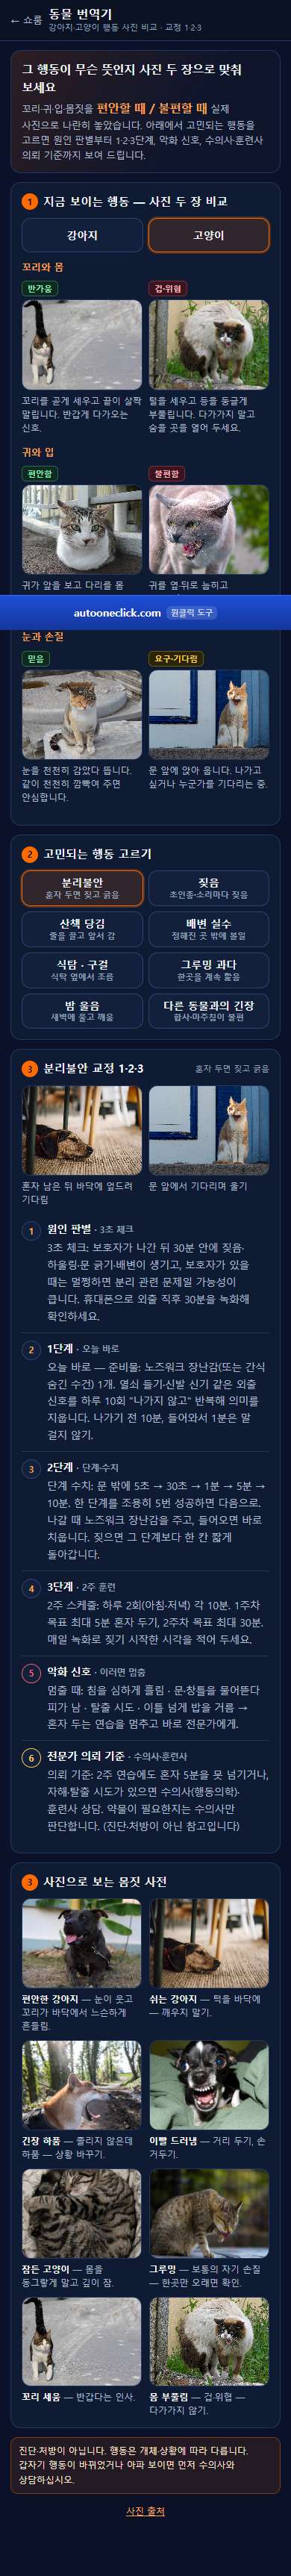 ← 쇼룸 동물 번역기
강아지·고양이 행동 사진 비교 · 교정 1·2·3
그 행동이 무슨 뜻인지 사진 두 장으로 맞춰
보세요
꼬리·귀·입·몸짓을 편안할 때 / 불편할 때 실제
사진으로 나란히 놓았습니다. 아래에서 고민되는 행동을
고르면 원인 판별부터 1·2·3단계, 악화 신호, 수의사·훈련사
의뢰 기준까지 보여 드립니다.
1 지금 보이는 행동 — 사진 두 장 비교
강아지 고양이
꼬리와 몸
반가움 겁·위협
꼬리를 곧게 세우고 끝이 살짝
말립니다. 반갑게 다가오는
신호.
털을 세우고 등을 둥글게
부풀립니다. 다가가지 말고
숨을 곳을 열어 두세요.
귀와 입
편안함 불편함
귀가 앞을 보고 다리를 몸
귀를 옆·뒤로 눕히고
autooneclick.com 원클릭 도구
눈과 손질
믿음 요구·기다림
눈을 천천히 감았다 뜹니다.
같이 천천히 깜빡여 주면
안심합니다.
문 앞에 앉아 웁니다. 나가고
싶거나 누군가를 기다리는 중.
2 고민되는 행동 고르기
분리불안
혼자 두면 짖고 긁음
짖음
초인종·소리마다 짖음
산책 당김
줄을 끌고 앞서 감
배변 실수
정해진 곳 밖에 볼일
식탐 · 구걸
식탁 옆에서 조름
그루밍 과다
한곳을 계속 핥음
밤 울음
새벽에 울고 깨움
다른 동물과의 긴장
합사·마주침이 불편
3 분리불안 교정 1·2·3 혼자 두면 짖고 긁음
혼자 남은 뒤 바닥에 엎드려
기다림
문 앞에서 기다리며 울기
1 원인 판별 · 3초 체크
3초 체크: 보호자가 나간 뒤 30분 안에 짖음·
하울링·문 긁기·배변이 생기고, 보호자가 있을
때는 멀쩡하면 분리 관련 문제일 가능성이
큽니다. 휴대폰으로 외출 직후 30분을 녹화해
확인하세요.
2 1단계 · 오늘 바로
오늘 바로 — 준비물: 노즈워크 장난감(또는 간식
숨긴 수건) 1개. 열쇠 들기·신발 신기 같은 외출
신호를 하루 10회 "나가지 않고" 반복해 의미를
지웁니다. 나가기 전 10분, 들어와서 1분은 말
걸지 않기.
3 2단계 · 단계·수치
단계 수치: 문 밖에 5초 → 30초 → 1분 → 5분 →
10분. 한 단계를 조용히 5번 성공하면 다음으로.
나갈 때 노즈워크 장난감을 주고, 들어오면 바로
치웁니다. 짖으면 그 단계보다 한 칸 짧게
돌아갑니다.
4 3단계 · 2주 훈련
2주 스케줄: 하루 2회(아침·저녁) 각 10분. 1주차
목표 최대 5분 혼자 두기, 2주차 목표 최대 30분.
매일 녹화로 짖기 시작한 시각을 적어 두세요.
5 악화 신호 · 이러면 멈춤
멈출 때: 침을 심하게 흘림 · 문·창틀을 물어뜯다
피가 남 · 탈출 시도 · 이틀 넘게 밥을 거름 →
혼자 두는 연습을 멈추고 바로 전문가에게.
6 전문가 의뢰 기준 · 수의사·훈련사
의뢰 기준: 2주 연습에도 혼자 5분을 못 넘기거나,
자해·탈출 시도가 있으면 수의사(행동의학)·
훈련사 상담. 약물이 필요한지는 수의사만
판단합니다. (진단·처방이 아닌 참고입니다)
3 사진으로 보는 몸짓 사전
편안한 강아지 — 눈이 웃고
꼬리가 바닥에서 느슨하게
흔들림.
쉬는 강아지 — 턱을 바닥에
— 깨우지 말기.
긴장 하품 — 졸리지 않은데
하품 — 상황 바꾸기.
이빨 드러냄 — 거리 두기, 손
거두기.
잠든 고양이 — 몸을
동그랗게 말고 깊이 잠.
그루밍 — 보통의 자기 손질
— 한곳만 오래면 확인.
꼬리 세움 — 반갑다는 인사.
몸 부풀림 — 겁·위협 —
다가가지 않기.
진단·처방이 아닙니다. 행동은 개체·상황에 따라 다릅니다.
갑자기 행동이 바뀌었거나 아파 보이면 먼저 수의사와
상담하십시오.
사진 출처